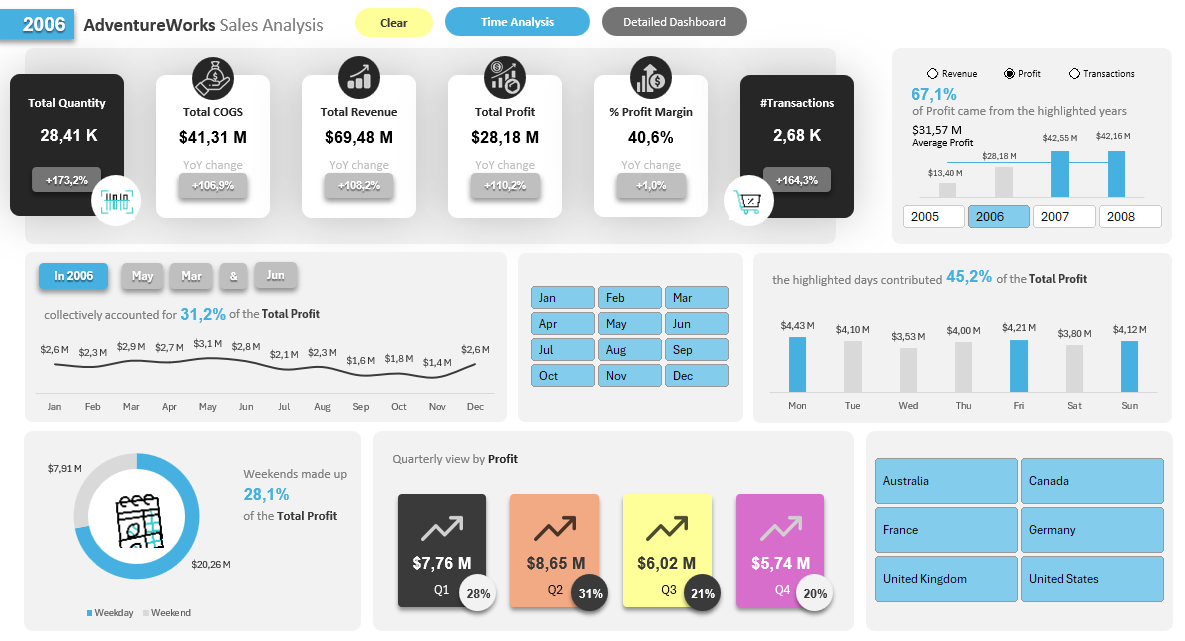 2006
AdventureWorks Sales Analysis
Clear
Time Analysis
Detailed Dashboard
Total Quantity
28,41 K
+173,2%
Total COGS
$41,31 M
YoY change
+106,9%
Total Revenue
$69,48 M
YoY change
+108,2%
Total Profit
$28,18 M
YoY change
+110,2%
% Profit Margin
40,6%
YoY change
+1,0%
#Transactions
2,68 K
+164,3%
Revenue
Profit
Transactions
67,1%
of Profit came from the highlighted years
$31,57 M
Average Profit
$13,40 M
$28,18 M
$42,55 M
$42,16 M
2005
2006
2007
2008
In 2006
May
Mar
&
Jun
collectively accounted for 31,2% of the Total Profit
$2,6 M
$2,3 M
$2,9 M
$2,7 M
$3,1 M
$2,8 M
$2,1 M
$2,3 M
$1,6 M
$1,8 M
$1,4 M
$2,6 M
Jan
Feb
Mar
Apr
May
Jun
Jul
Aug
Sep
Oct
Nov
Dec
Jan
Feb
Mar
Apr
May
Jun
Jul
Aug
Sep
Oct
Nov
Dec
the highlighted days contributed 45,2% of the Total Profit
$4,43 M
$4,10 M
$3,53 M
$4,00 M
$4,21 M
$3,80 M
$4,12 M
Mon
Tue
Wed
Thu
Fri
Sat
Sun
$7,91 M
$20,26 M
Weekday
Weekend
Weekends made up
28,1%
of the Total Profit
Quarterly view by Profit
$7,76 M
Q1
28%
$8,65 M
Q2
31%
$6,02 M
Q3
21%
$5,74 M
Q4
20%
Australia
Canada
France
Germany
United Kingdom
United States